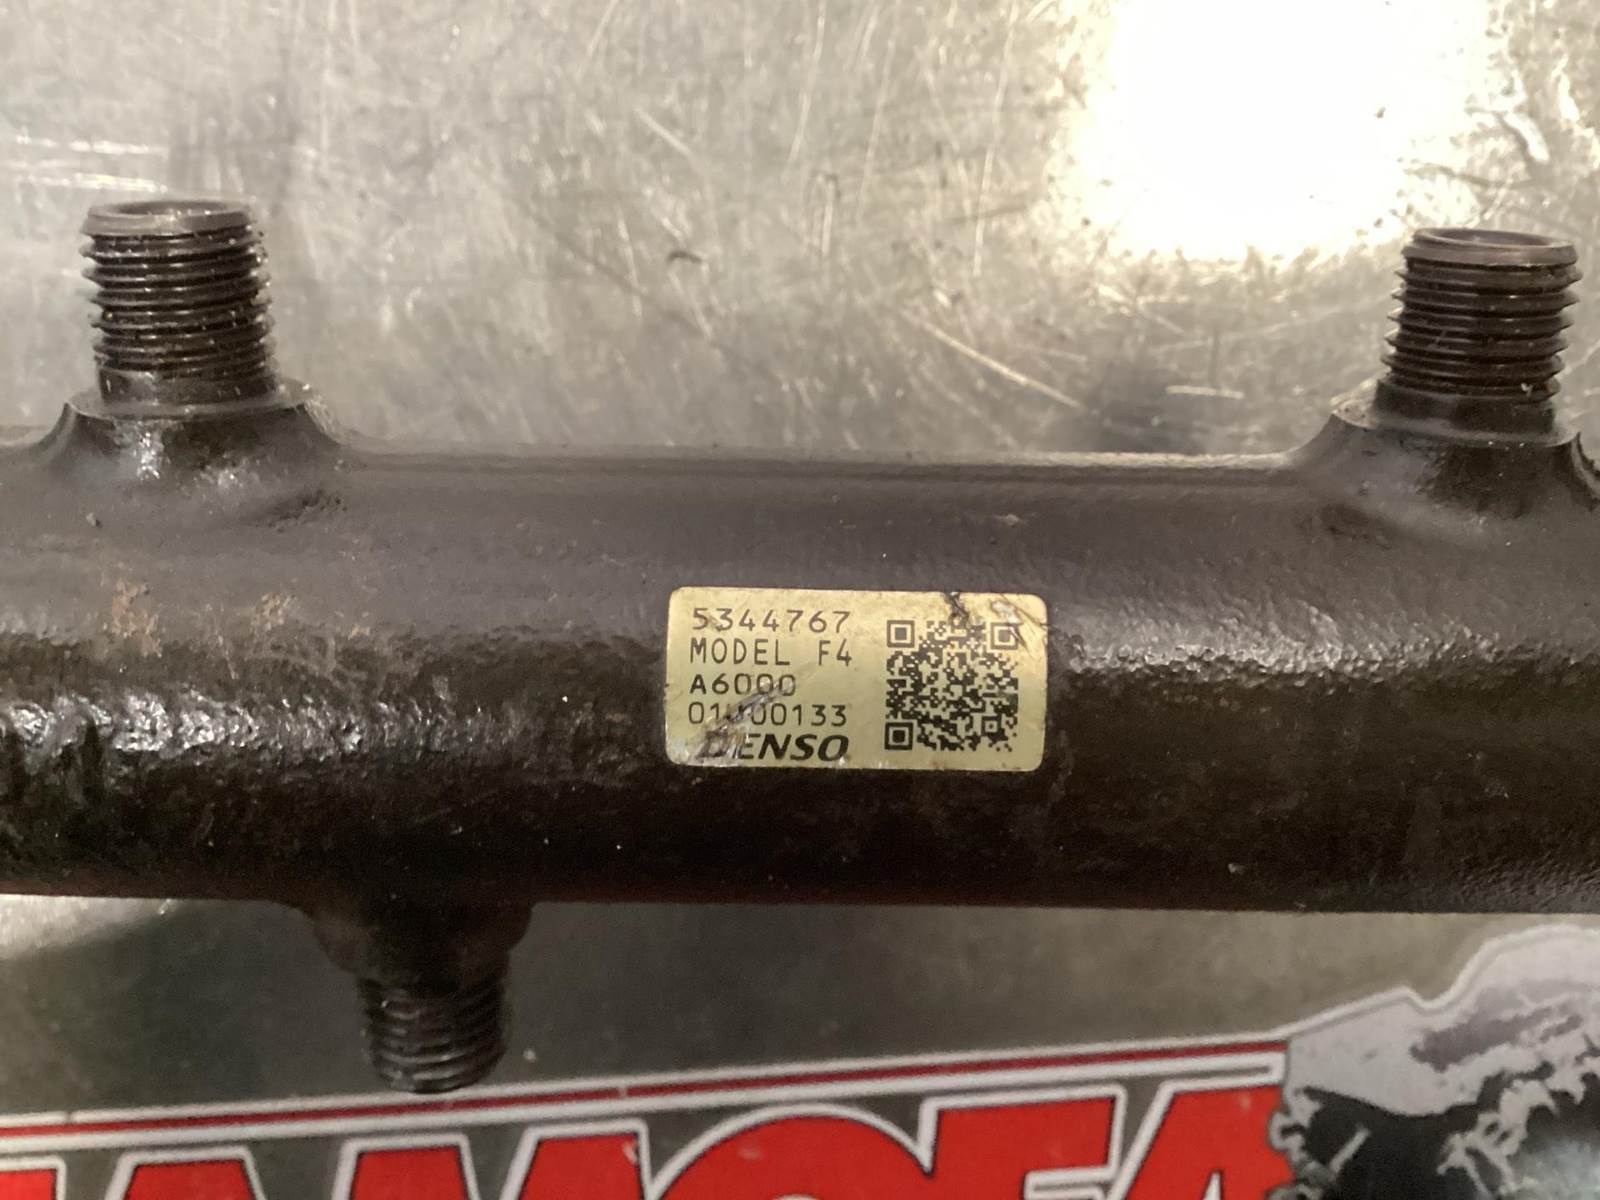 5344767
MODEL F4
A6000
01U00133
DENSO